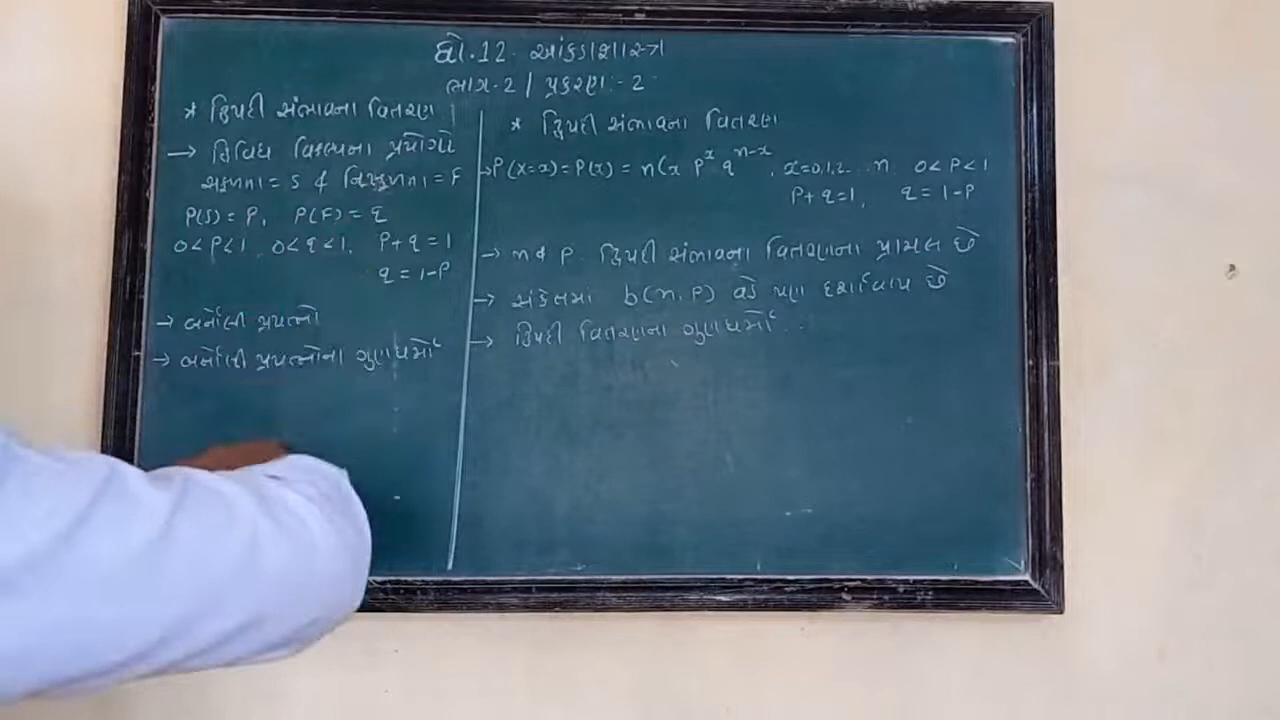 ધો.12. આંકડાશાસ્ત્ર
ભાગ-2 / પ્રકરણ:-2
* દ્વિપદી સંભાવના વિતરણ
→ દ્વિવિધ વિકલ્પના પ્રયોગો
સફળતા = S ને નિષ્ફળતા = F
P(S) = P, P(F) = q
0<P<1, 0<q<1, P+q=1
q = 1-P
→ બર્નોલી પ્રયત્નો
→ બર્નોલી પ્રયત્નોના ગુણધર્મો
* દ્વિપદી સંભાવના વિતરણ
→ P(X=x) = P(x) = nCx p^x q^n-x, x=0,1,2...n, 0<P<1
P+q=1, q = 1-P
→ n ને P દ્વિપદી સંભાવના વિતરણના પ્રાચલ છે
→ સંકેતમાં b(n,P) વડે પણ દર્શાવાય છે
→ દ્વિપદી વિતરણના ગુણધર્મો..